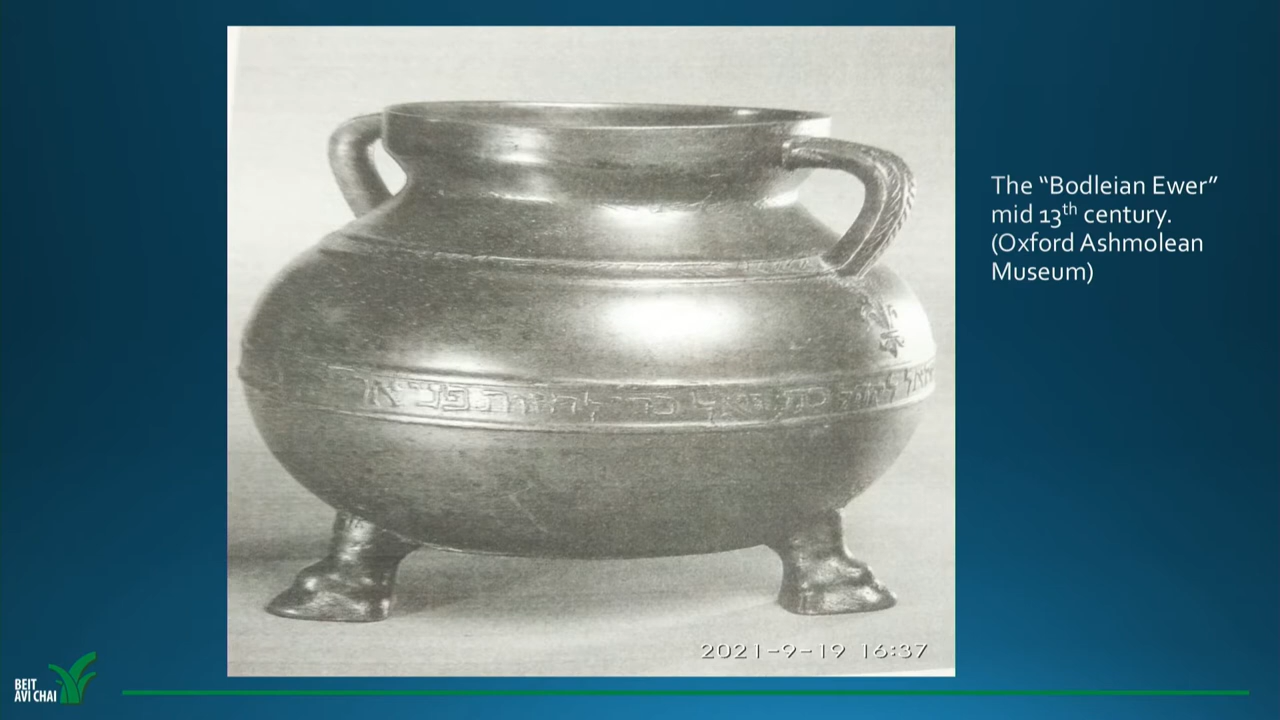 The “Bodleian Ewer”
mid 13th century.
(Oxford Ashmolean
Museum)
2021-9-19 16:37
BEIT
AVI CHAI